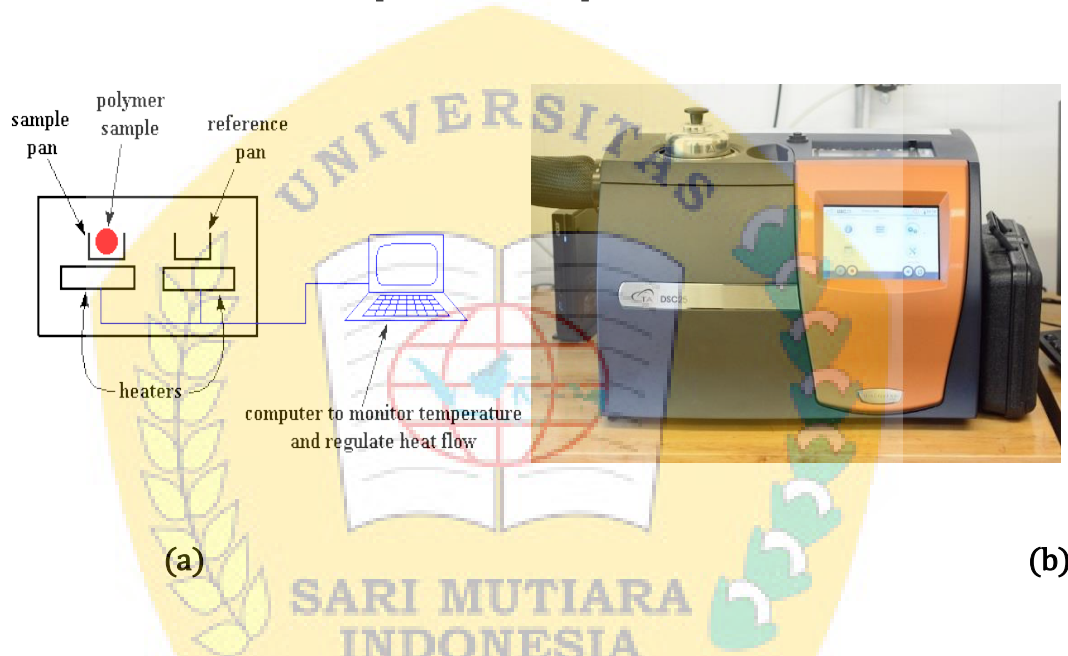 UNIVERSITAS
polymer
sample
sample
pan
reference
pan
heaters
computer to monitor temperature
and regulate heat flow
TA
DSC25
(a)
(b)
SARI MUTIARA
INDONESIA